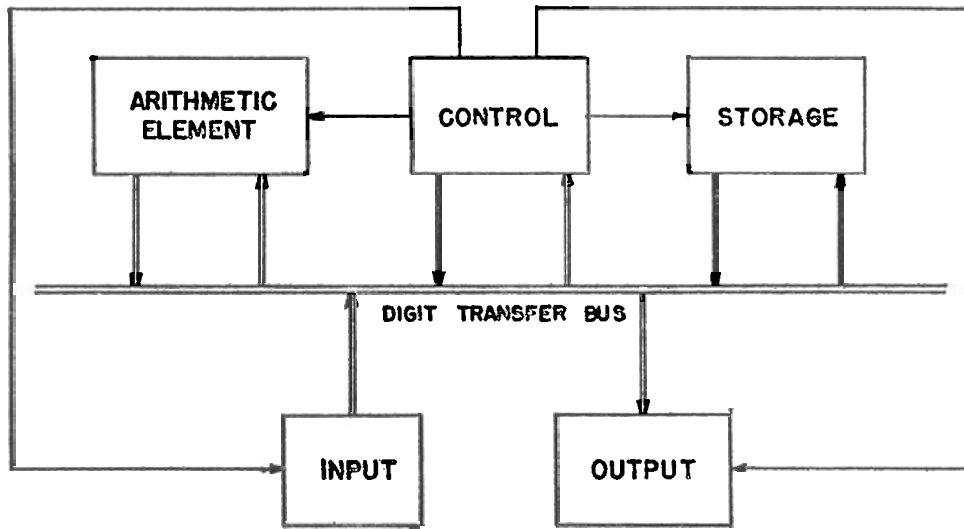 ARITHMETIC
ELEMENT
CONTROL
STORAGE
DIGIT TRANSFER BUS
INPUT
OUTPUT